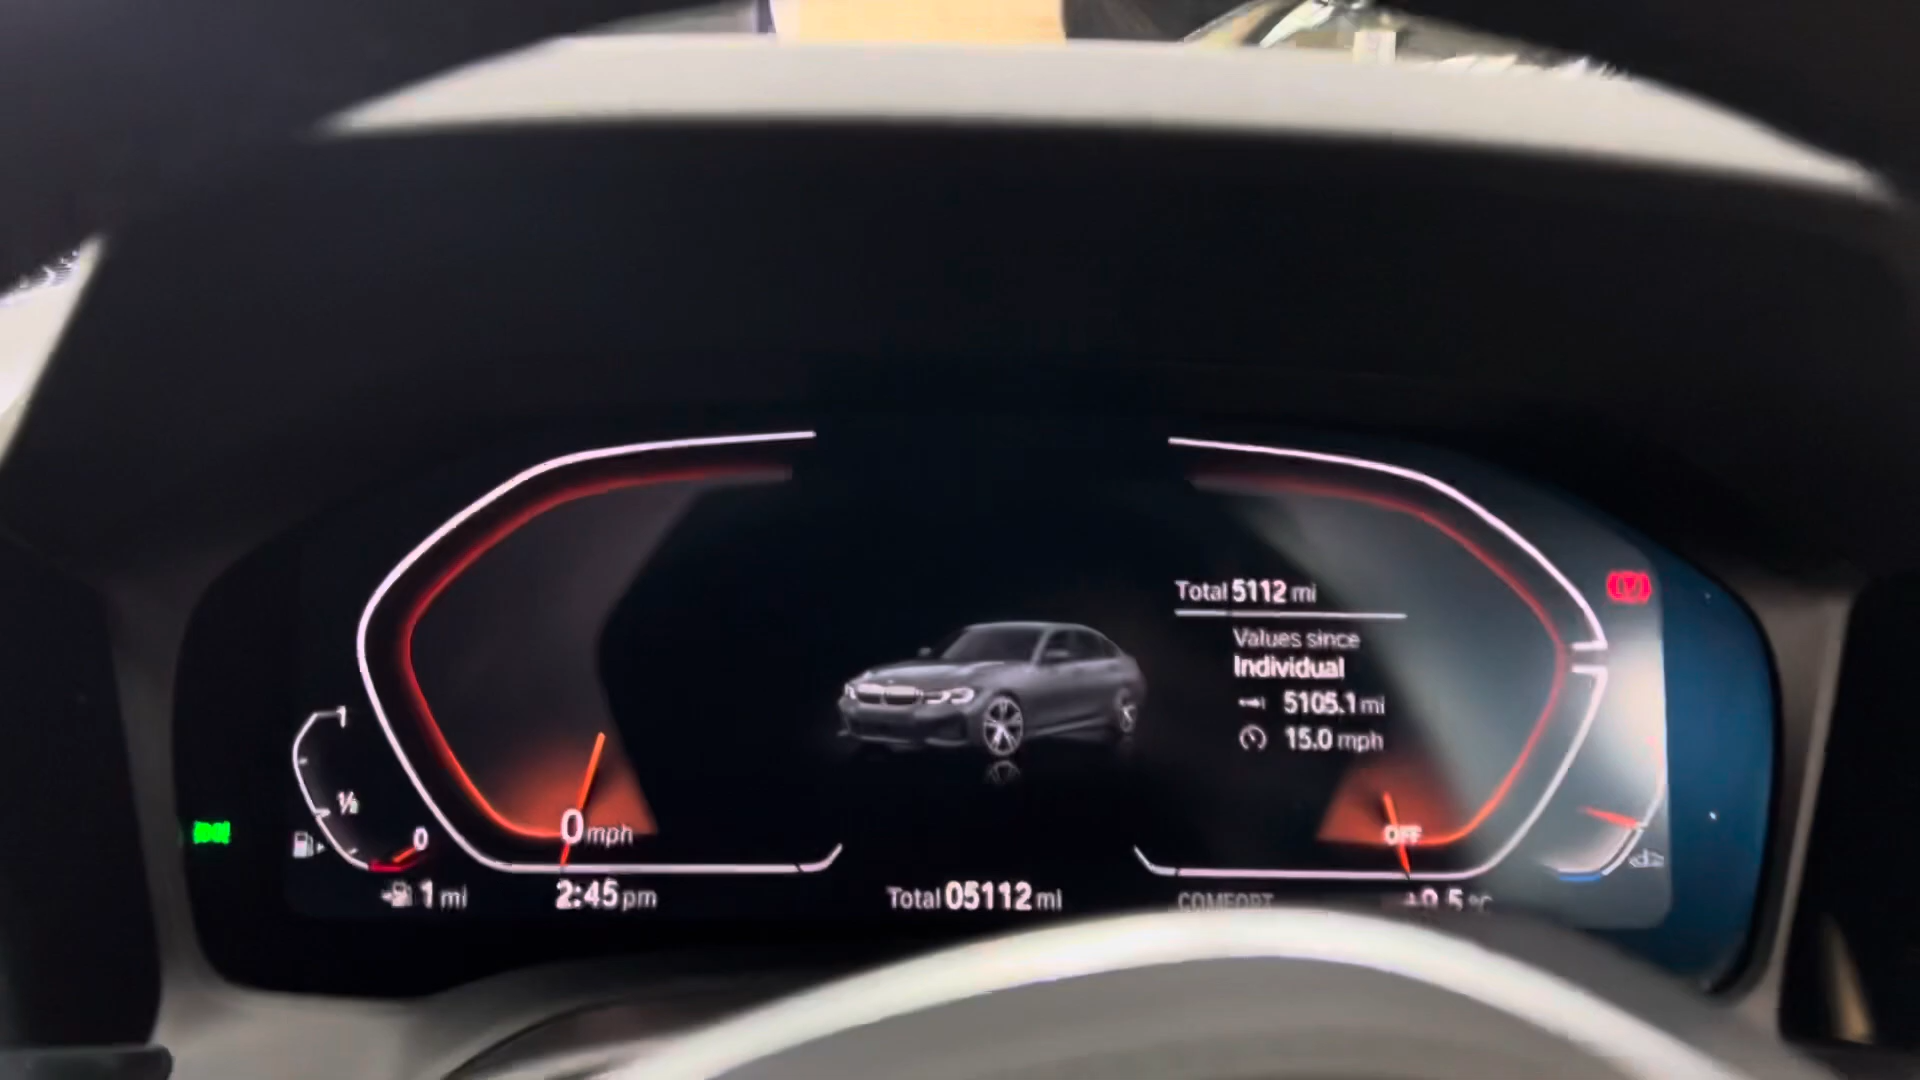 Total 5112 mi
Values since
Individual
5105.1 mi
15.0 mph
1
½
0
0 mph
OFF
1 mi
2:45 pm
Total 05112 mi
COMFORT